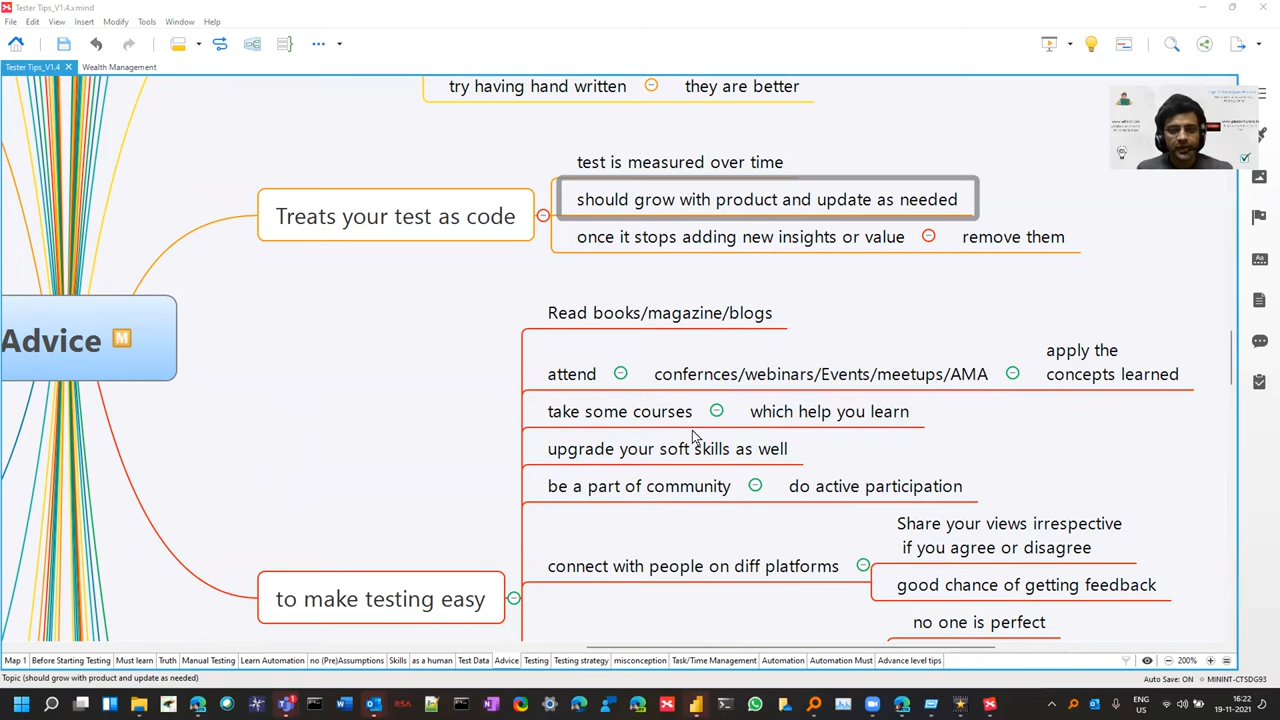 Tester Tips_V1.4.xmind
File Edit View Insert Modify Tools Window Help
Tester Tips_V1.4 Wealth Management
try having hand written they are better
test is measured over time
Treats your test as code
should grow with product and update as needed
once it stops adding new insights or value remove them
Advice
M
Read books/magazine/blogs
attend confernces/webinars/Events/meetups/AMA
apply the
concepts learned
take some courses which help you learn
upgrade your soft skills as well
be a part of community do active participation
connect with people on diff platforms
Share your views irrespective
if you agree or disagree
good chance of getting feedback
to make testing easy
no one is perfect
Map 1 Before Starting Testing Must learn Truth Manual Testing Learn Automation no (Pre)Assumptions Skills as a human Test Data Advice Testing Testing strategy misconception Task/Time Management Automation Automation Must Advance level tips
200%
Topic (should grow with product and update as needed)
Auto Save: ON MININT-CTSDG93
RSA
ENG
US
16:22
19-11-2021